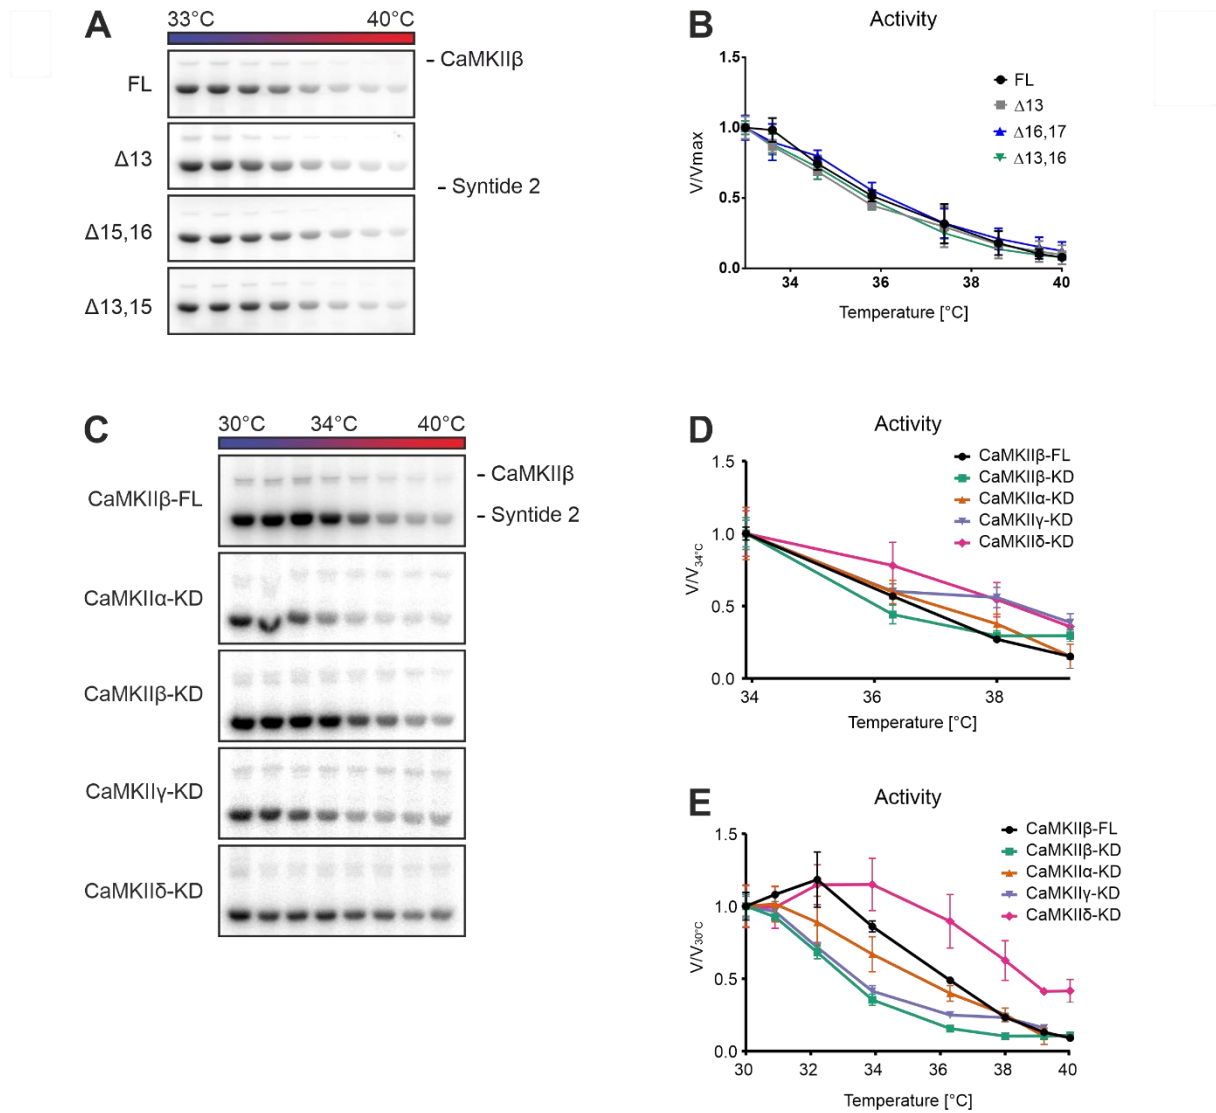 A
33°C 40°C
FL
Δ13
Δ15,16
Δ13,15
- CaMKIIβ
- Syntide 2
B
Activity
1.5
1.0
0.5
0.0
V/Vmax
34 36 38 40
Temperature [°C]
FL
Δ13
Δ16,17
Δ13,16
C
30°C 34°C 40°C
CaMKIIβ-FL
CaMKIIα-KD
CaMKIIβ-KD
CaMKIIγ-KD
CaMKIIδ-KD
- CaMKIIβ
- Syntide 2
D
Activity
1.5
1.0
0.5
0.0
V/V34°C
34 36 38
Temperature [°C]
CaMKIIβ-FL
CaMKIIβ-KD
CaMKIIα-KD
CaMKIIγ-KD
CaMKIIδ-KD
E
Activity
1.5
1.0
0.5
0.0
V/V30°C
30 32 34 36 38 40
Temperature [°C]
CaMKIIβ-FL
CaMKIIβ-KD
CaMKIIα-KD
CaMKIIγ-KD
CaMKIIδ-KD